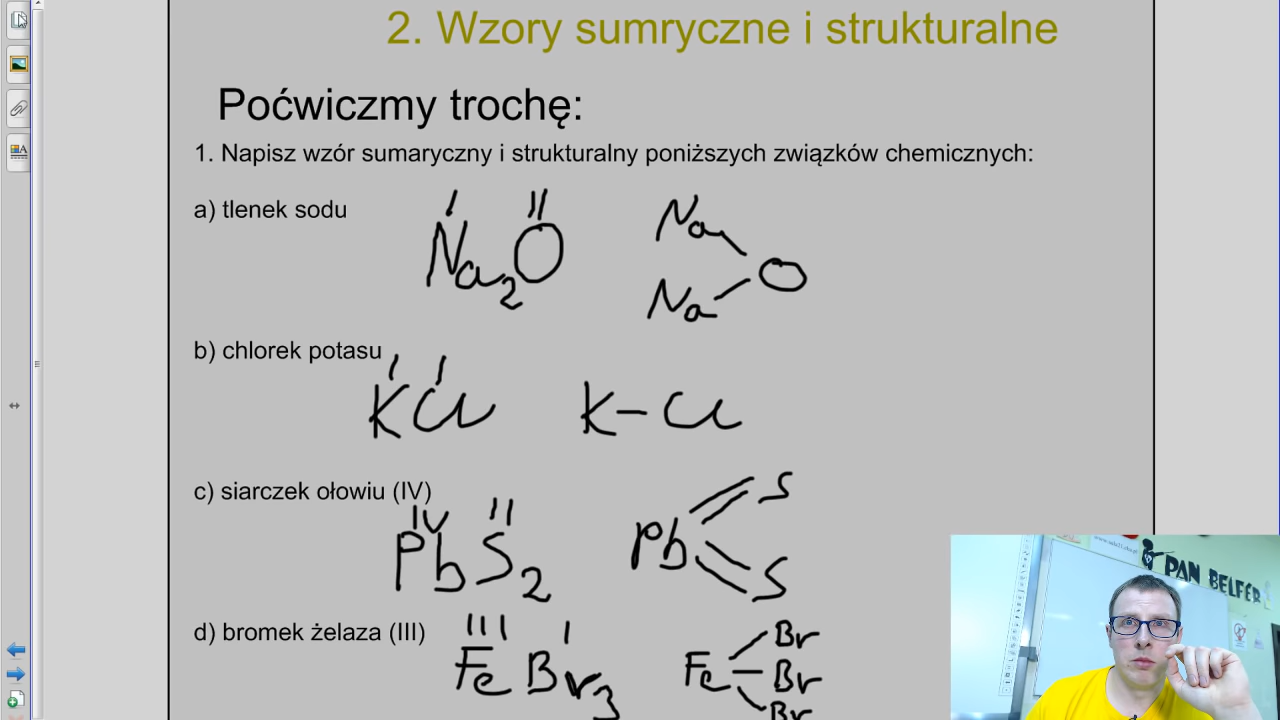 2. Wzory sumryczne i strukturalne
Poćwiczmy trochę:
1. Napisz wzór sumaryczny i strukturalny poniższych związków chemicznych:
a) tlenek sodu
I II
Na2O
Na
O
Na
b) chlorek potasu
I I
KCl K-Cl
c) siarczek ołowiu (IV)
IV II
PbS2
S
Pb
S
d) bromek żelaza (III)
III I
FeBr3
Br
Fe Br
Br
PAN BELFER